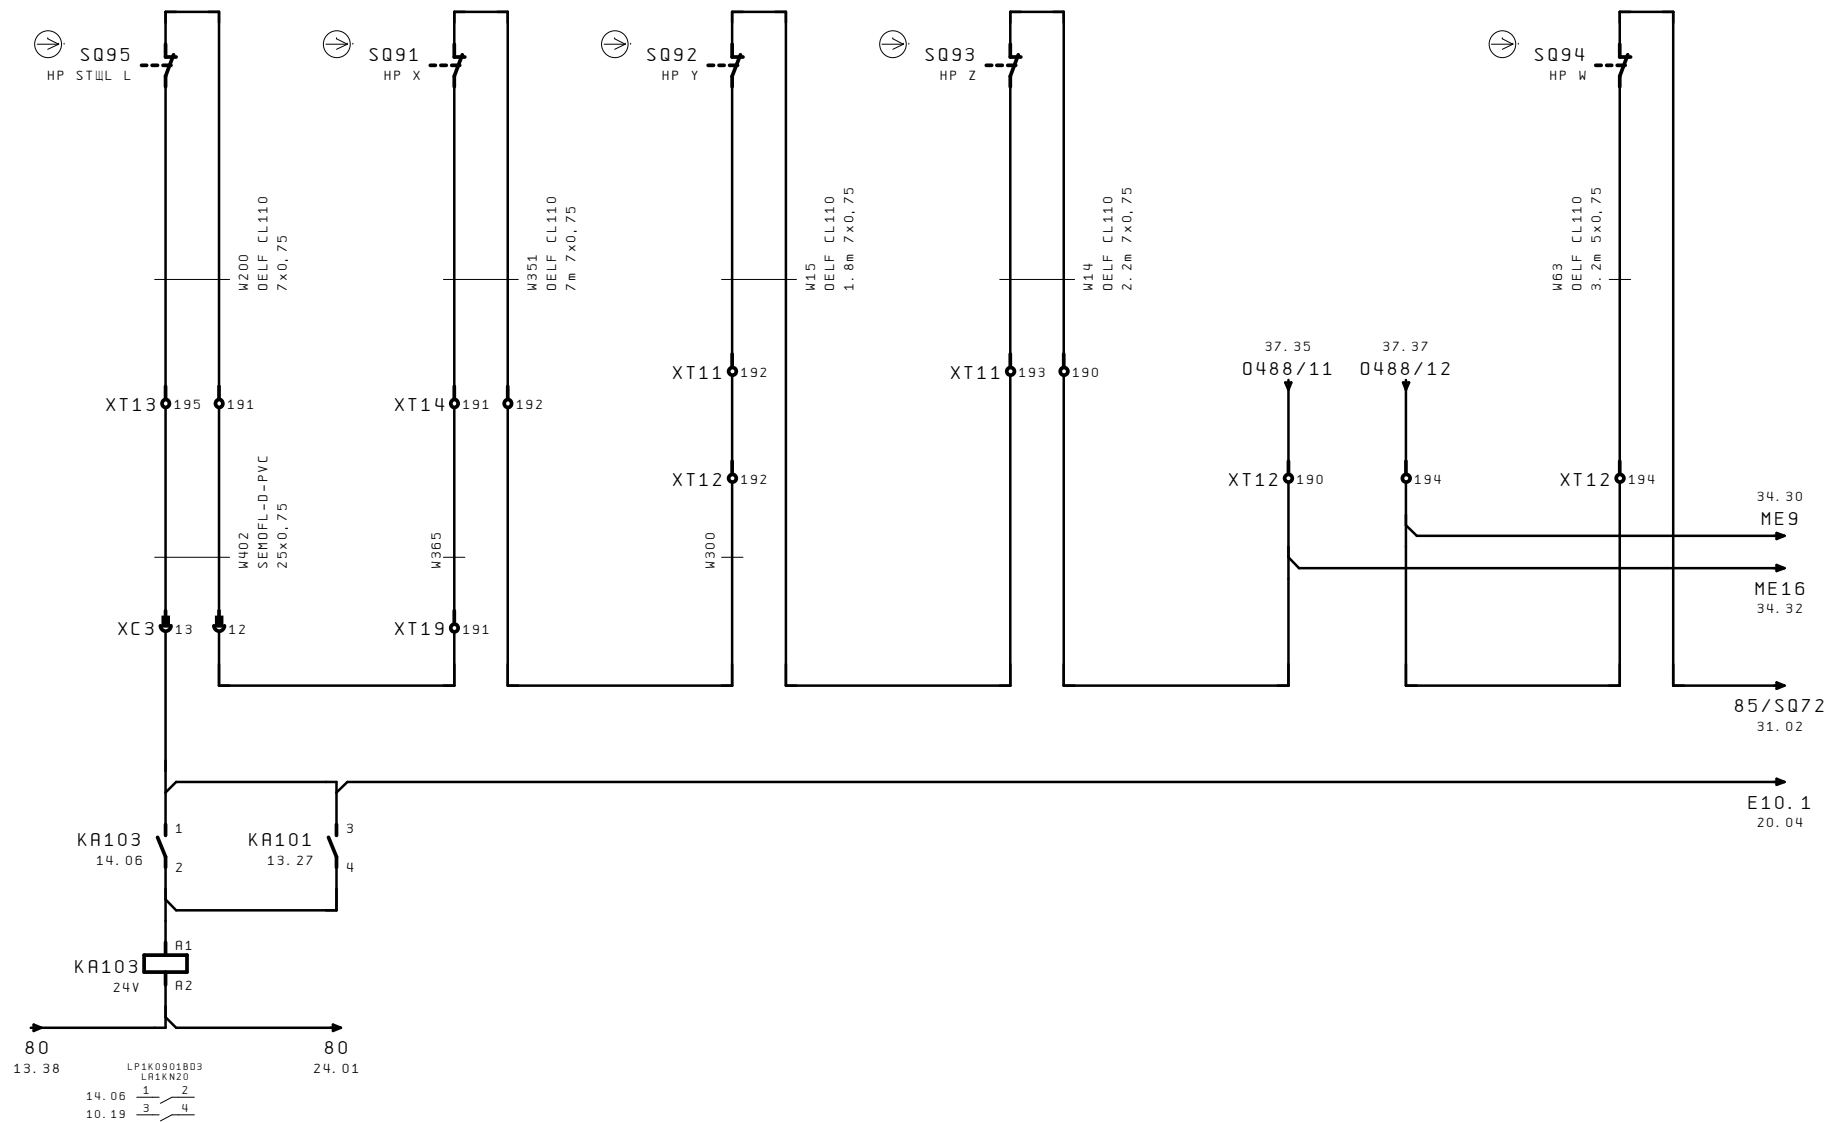 SQ95
HP STШL L
SQ91
HP X
SQ92
HP Y
SQ93
HP Z
SQ94
HP W
W200
OELF CL110
7x0,75
W351
OELF CL110
7m 7x0,75
W15
OELF CL110
1.8m 7x0,75
W14
OELF CL110
2.2m 7x0,75
W63
OELF CL110
3.2m 5x0,75
37.35
0488/11
37.37
0488/12
XT11 192
XT11 193 190
XT13 195 191
XT14 191 192
XT12 192
XT12 190 194
XT12 194
34.30
ME9
W402
SEMOFL-D-PVC
25x0,75
W365
W300
ME16
34.32
XC3 13 12
XT19 191
85/SQ72
31.02
E10.1
20.04
KA103 1
14.06 2
KA101 3
13.27 4
A1
KA103
24V A2
80
13.38
80
24.01
LP1K0901BD3
LA1KN20
14.06 1 2
10.19 3 4